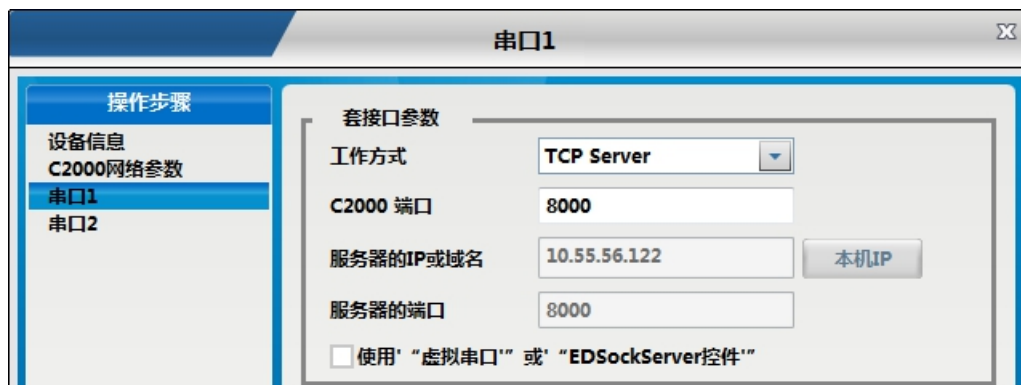 串口1
操作步骤
设备信息
C2000网络参数
串口1
串口2
套接口参数
工作方式 TCP Server
C2000 端口 8000
服务器的IP或域名 10.55.56.122 本机IP
服务器的端口 8000
使用'“虚拟串口'”或'“EDSockServer控件'”